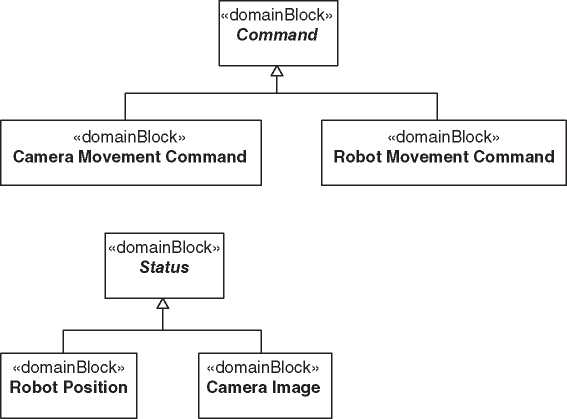 «domainBlock»
Command
«domainBlock»
Camera Movement Command
«domainBlock»
Robot Movement Command
«domainBlock»
Status
«domainBlock»
Robot Position
«domainBlock»
Camera Image